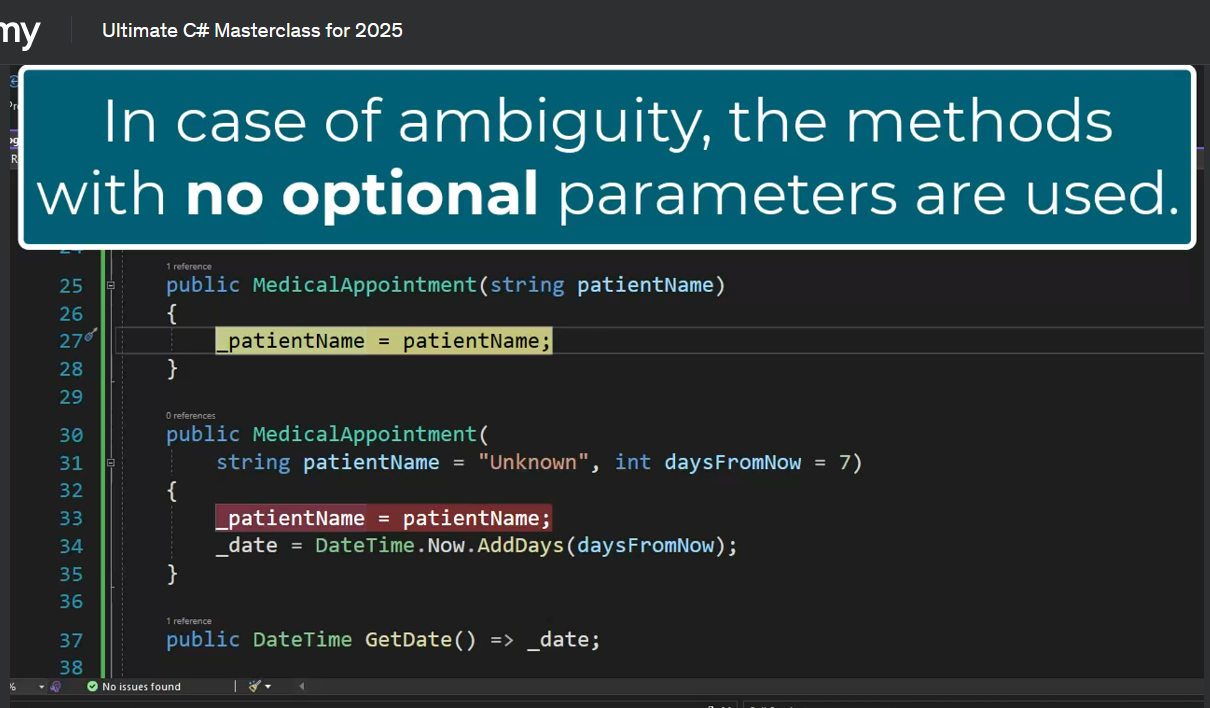 my
Ultimate C# Masterclass for 2025
In case of ambiguity, the methods
with no optional parameters are used.
24
1 reference
25 public MedicalAppointment(string patientName)
26 {
27 _patientName = patientName;
28 }
29
0 references
30 public MedicalAppointment(
31 string patientName = "Unknown", int daysFromNow = 7)
32 {
33 _patientName = patientName;
34 _date = DateTime.Now.AddDays(daysFromNow);
35 }
36
1 reference
37 public DateTime GetDate() => _date;
38
% No issues found